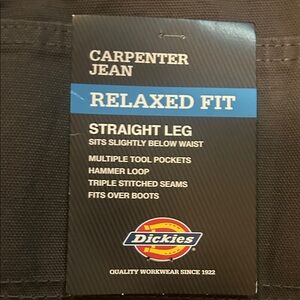 CARPENTER
JEAN
RELAXED FIT
STRAIGHT LEG
SITS SLIGHTLY BELOW WAIST
MULTIPLE TOOL POCKETS
HAMMER LOOP
TRIPLE STITCHED SEAMS
FITS OVER BOOTS
Dickies
QUALITY WORKWEAR SINCE 1922